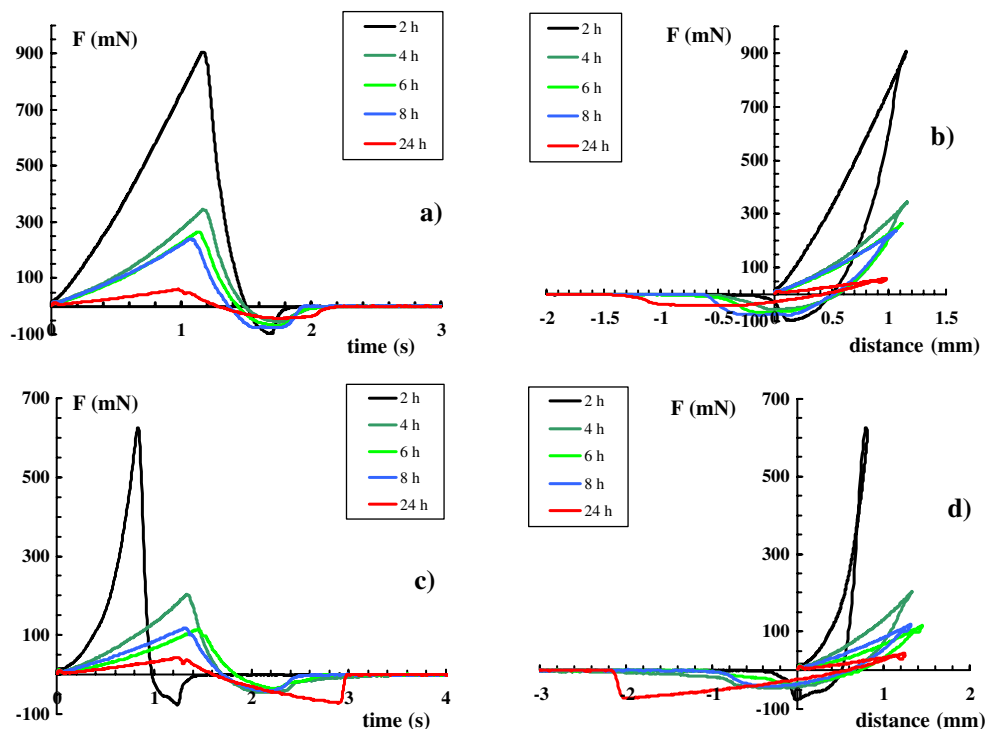 F (mN)
900
700
500
300
100
-100
0
1
2
3
time (s)
2 h
4 h
6 h
8 h
24 h
a)
2 h
4 h
6 h
8 h
24 h
F (mN)
900
700
500
300
100
-100
-2
-1.5
-1
-0.5
0
0.5
1
1.5
distance (mm)
b)
700
F (mN)
500
300
100
-100
0
1
2
3
4
time (s)
2 h
4 h
6 h
8 h
24 h
c)
2 h
4 h
6 h
8 h
24 h
F (mN)
700
500
300
100
-100
-3
-2
-1
0
1
2
distance (mm)
d)